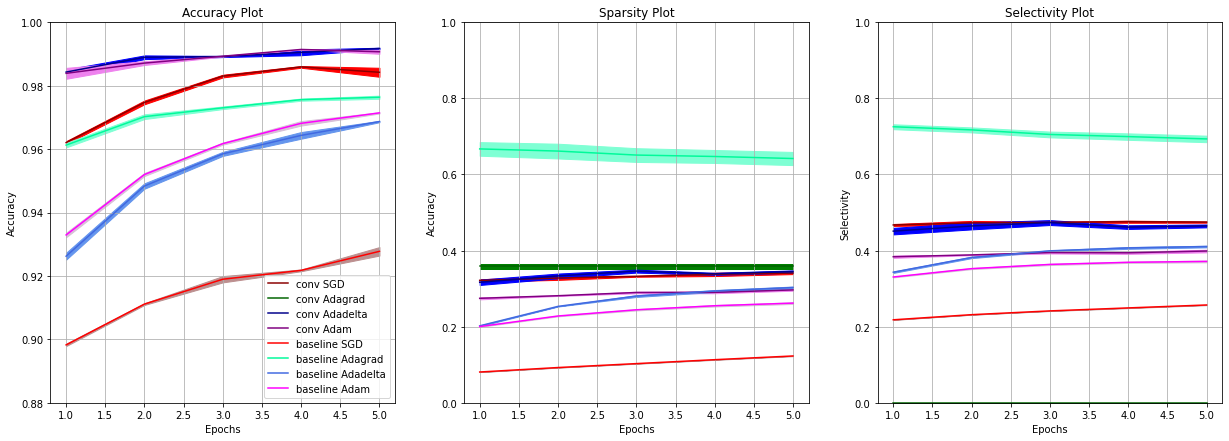 Accuracy Plot
Accuracy
1.00
0.98
0.96
0.94
0.92
0.90
0.88
1.0 1.5 2.0 2.5 3.0 3.5 4.0 4.5 5.0
Epochs
conv SGD
conv Adagrad
conv Adadelta
conv Adam
baseline SGD
baseline Adagrad
baseline Adadelta
baseline Adam
Sparsity Plot
Accuracy
1.0
0.8
0.6
0.4
0.2
0.0
1.0 1.5 2.0 2.5 3.0 3.5 4.0 4.5 5.0
Epochs
Selectivity Plot
Selectivity
1.0
0.8
0.6
0.4
0.2
0.0
1.0 1.5 2.0 2.5 3.0 3.5 4.0 4.5 5.0
Epochs